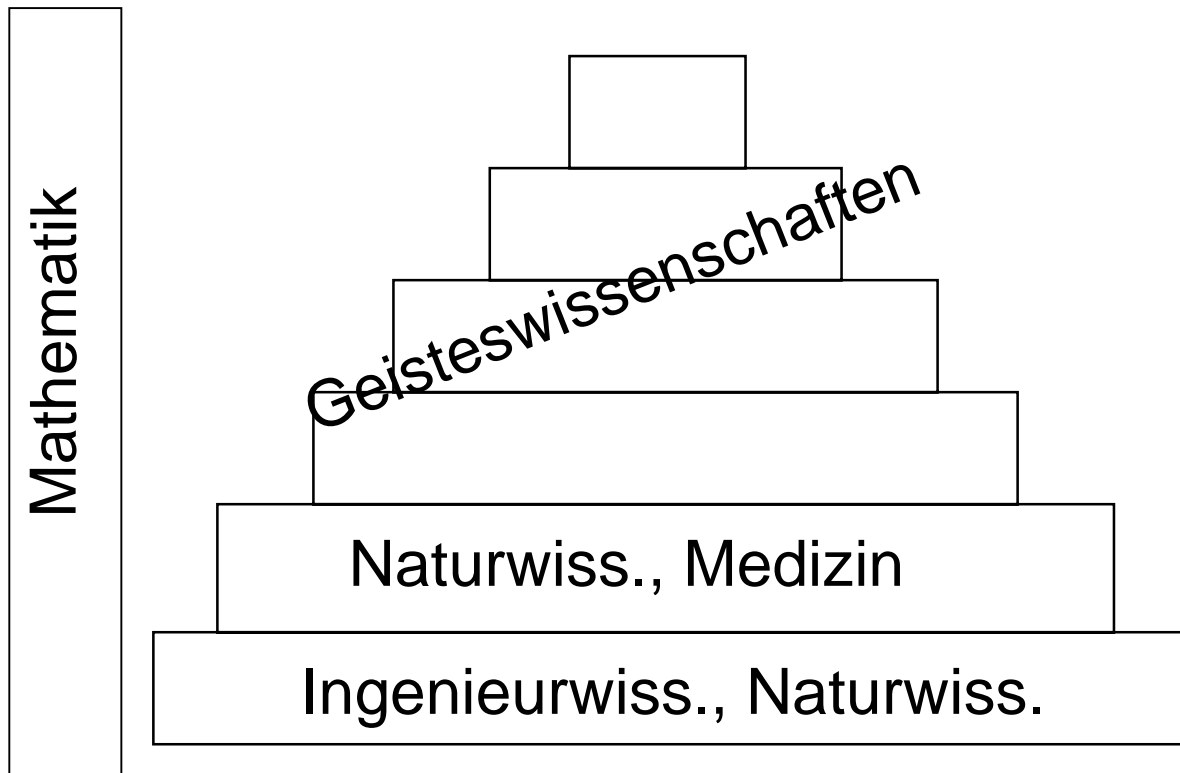 Mathematik
Geisteswissenschaften
Naturwiss., Medizin
Ingenieurwiss., Naturwiss.